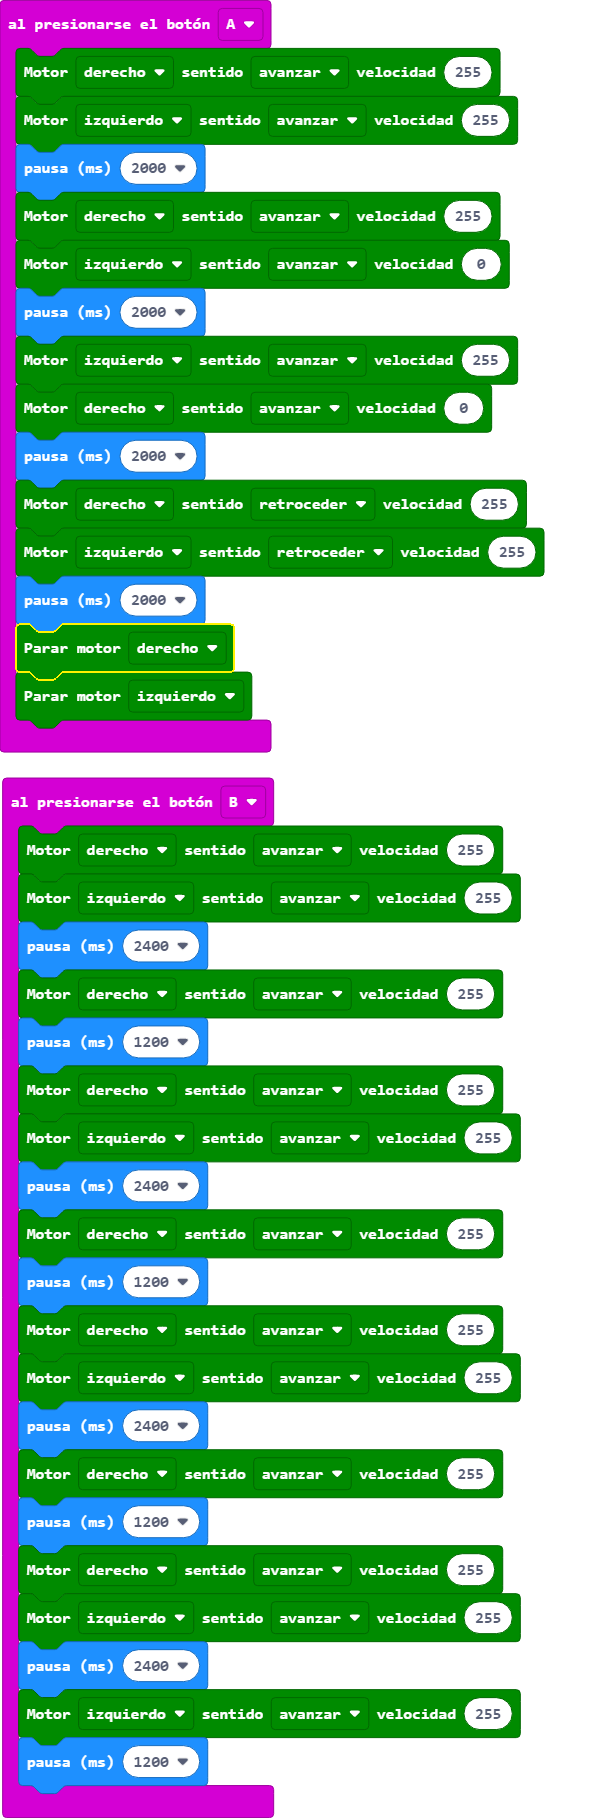 al presionarse el botón A
Motor derecho sentido avanzar velocidad 255
Motor izquierdo sentido avanzar velocidad 255
pausa (ms) 2000
Motor derecho sentido avanzar velocidad 255
Motor izquierdo sentido avanzar velocidad 0
pausa (ms) 2000
Motor izquierdo sentido avanzar velocidad 255
Motor derecho sentido avanzar velocidad 0
pausa (ms) 2000
Motor derecho sentido retroceder velocidad 255
Motor izquierdo sentido retroceder velocidad 255
pausa (ms) 2000
Parar motor derecho
Parar motor izquierdo
al presionarse el botón B
Motor derecho sentido avanzar velocidad 255
Motor izquierdo sentido avanzar velocidad 255
pausa (ms) 2400
Motor derecho sentido avanzar velocidad 255
pausa (ms) 1200
Motor derecho sentido avanzar velocidad 255
Motor izquierdo sentido avanzar velocidad 255
pausa (ms) 2400
Motor derecho sentido avanzar velocidad 255
pausa (ms) 1200
Motor derecho sentido avanzar velocidad 255
Motor izquierdo sentido avanzar velocidad 255
pausa (ms) 2400
Motor derecho sentido avanzar velocidad 255
pausa (ms) 1200
Motor derecho sentido avanzar velocidad 255
Motor izquierdo sentido avanzar velocidad 255
pausa (ms) 2400
Motor izquierdo sentido avanzar velocidad 255
pausa (ms) 1200